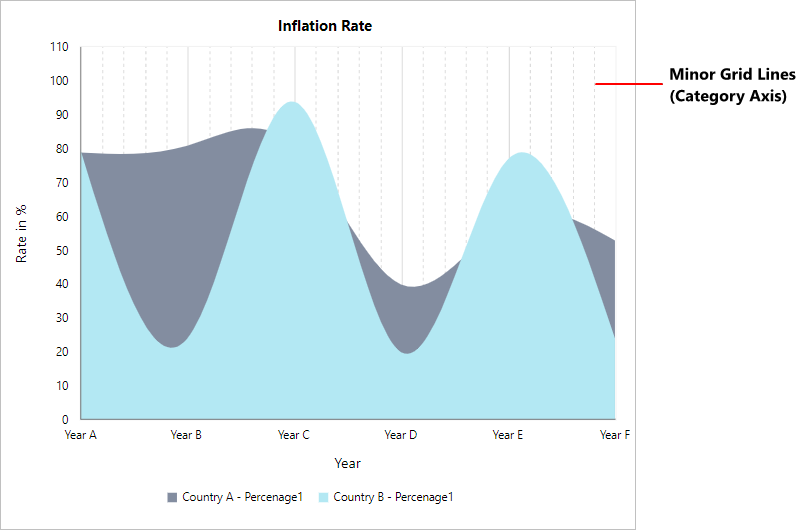 Inflation Rate
110
100
90
80
70
60
50
40
30
20
10
0
Rate in %
Year A
Year B
Year C
Year D
Year E
Year F
Year
Country A - Percenage1
Country B - Percenage1
Minor Grid Lines
(Category Axis)